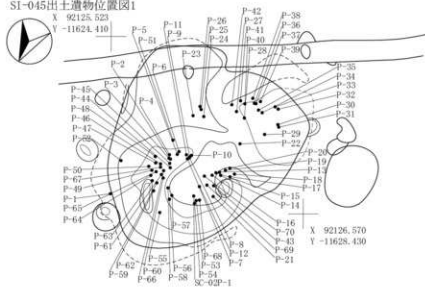 SI-045出土遺物位置図1
X 92125.523
Y -11624.410
P-5
P-51
P-2
P-3
P-6
P-4
P-11
P-9
P-23
P-26
P-25
P-24
P-42
P-27
P-41
P-40
P-28
P-38
P-36
P-37
P-39
P-35
P-34
P-33
P-32
P-30
P-31
P-29
P-22
P-45
P-44
P-48
P-46
P-47
P-52
P-50
P-67
P-49
P-1
P-65
P-64
P-63
P-61
P-10
P-20
P-19
P-13
P-18
P-17
P-15
P-14
P-16
P-70
P-43
P-69
P-21
P-57
P-62
P-59
P-55
P-60
P-66
P-56
P-58
P-68
P-53
P-54
SC-02P-1
P-8
P-12
P-7
X 92126.570
Y -11628.430